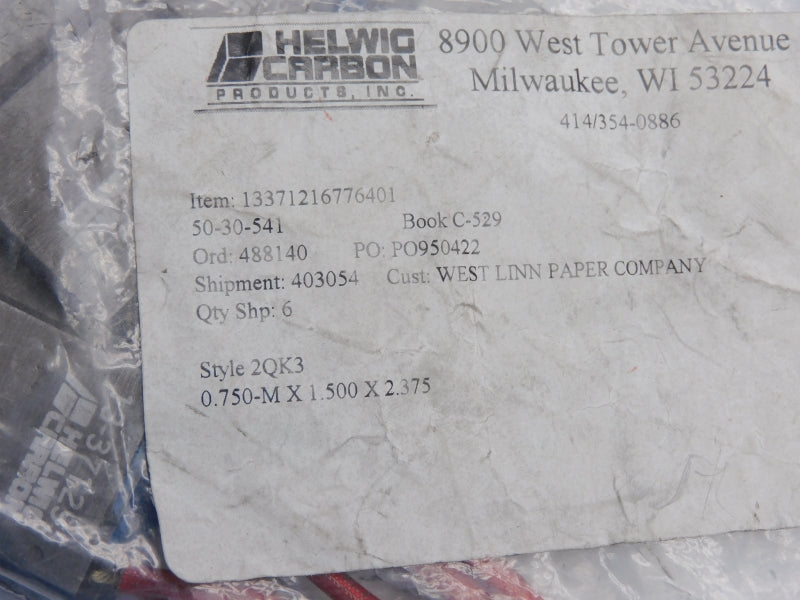 HELWIG
CARBON
PRODUCTS, INC.
8900 West Tower Avenue
Milwaukee, WI 53224
414/354-0886
Item: 13371216776401
50-30-541 Book C-529
Ord: 488140 PO: PO950422
Shipment: 403054 Cust: WEST LINN PAPER COMPANY
Qty Shp: 6
Style 2QK3
0.750-M X 1.500 X 2.375
HELWIG
CARBON